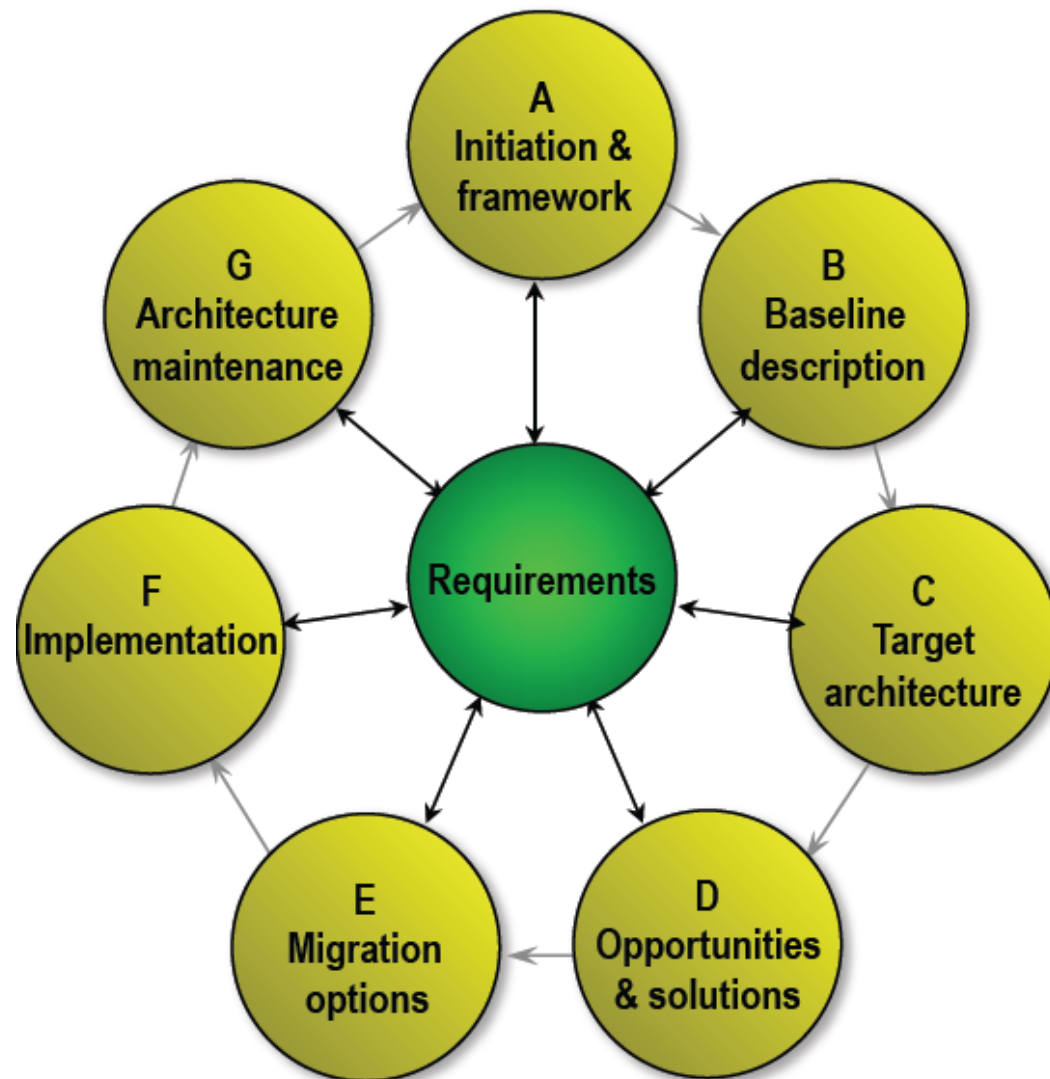 A
Initiation &
framework
B
Baseline
description
C
Target
architecture
D
Opportunities
& solutions
E
Migration
options
F
Implementation
G
Architecture
maintenance
Requirements